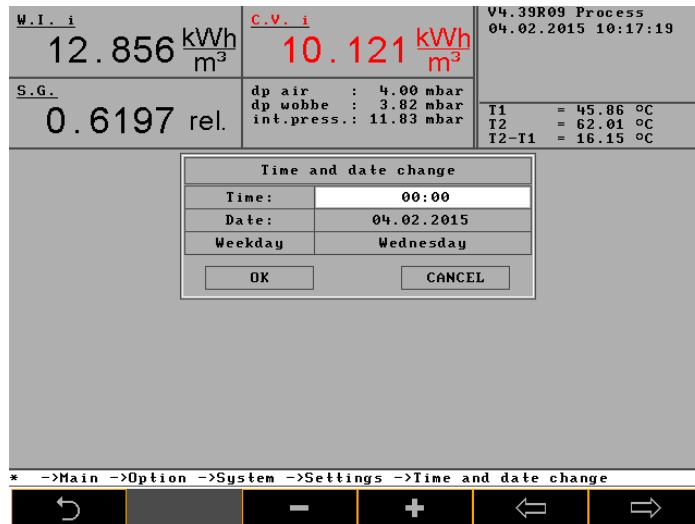 W.I. i
12.856 kWh/m³
C.V. i
10.121 kWh/m³
V4.39R09 Process
04.02.2015 10:17:19
S.G.
0.6197 rel.
dp air : 4.00 mbar
dp wobbe : 3.82 mbar
int.press.: 11.83 mbar
T1 = 45.86 ºC
T2 = 62.01 ºC
T2-T1 = 16.15 ºC
Time and date change
Time: 00:00
Date: 04.02.2015
Weekday Wednesday
OK CANCEL
* ->Main ->Option ->System ->Settings ->Time and date change